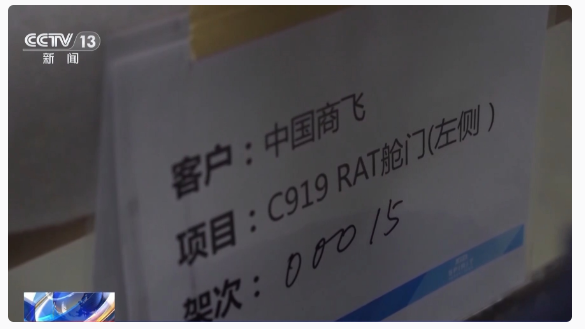 CCTV 13
新闻
客户：中国商飞
项目：C919 RAT舱门(左侧)
架次：00015